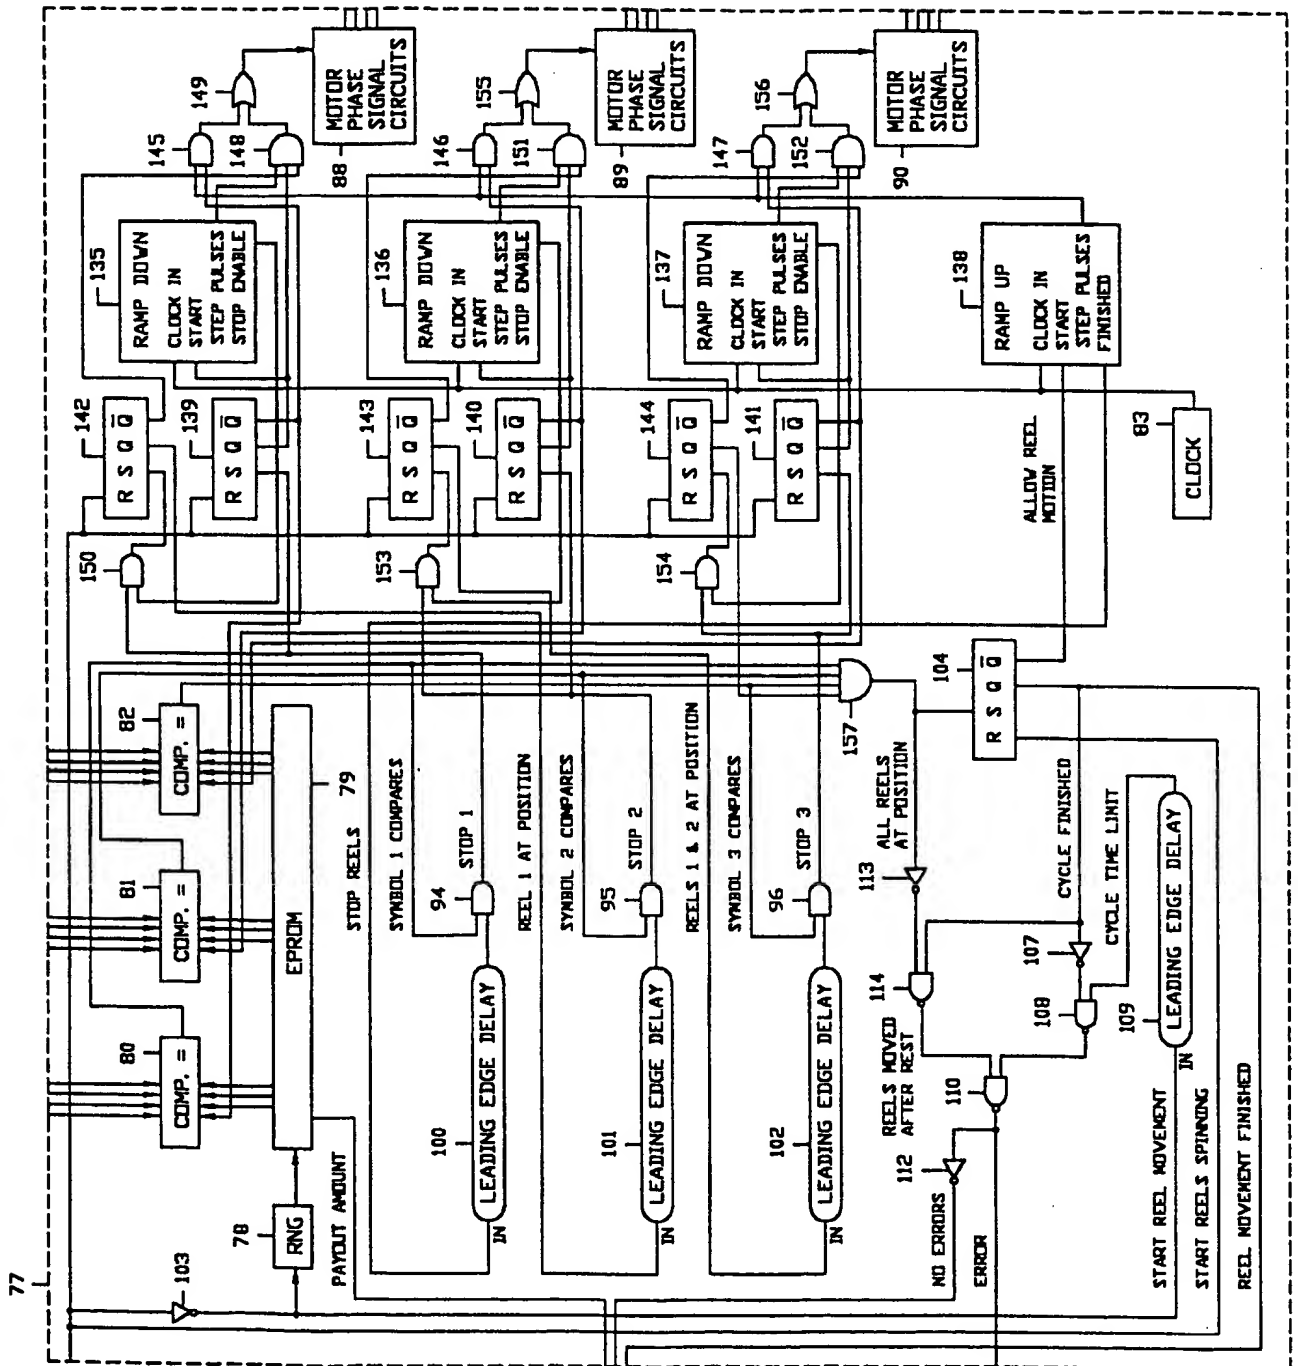 77
103
78
RNG
PAYOUT AMOUNT
80
COMP. =
81
COMP. =
82
COMP. =
EPROM
79
STOP REELS
SYMBOL 1 COMPARES
94
STOP 1
100
LEADING EDGE DELAY
IN
REEL 1 AT POSITION
SYMBOL 2 COMPARES
95
STOP 2
101
LEADING EDGE DELAY
IN
REELS 1 & 2 AT POSITION
SYMBOL 3 COMPARES
96
STOP 3
102
LEADING EDGE DELAY
IN
157
ALL REELS
AT POSITION
113
114
REELS MOVED
AFTER REST
110
112
NO ERRORS
ERROR
104
R S Q Q
CYCLE FINISHED
107
108
CYCLE TIME LIMIT
109
LEADING EDGE DELAY
IN
START REEL MOVEMENT
START REELS SPINNING
REEL MOVEMENT FINISHED
150
142
R S Q Q
139
R S Q Q
135
RAMP DOWN
CLOCK IN
START
STEP PULSES
STOP ENABLE
145
148
149
88
MOTOR
PHASE
SIGNAL
CIRCUITS
153
143
R S Q Q
140
R S Q Q
136
RAMP DOWN
CLOCK IN
START
STEP PULSES
STOP ENABLE
146
151
155
89
MOTOR
PHASE
SIGNAL
CIRCUITS
154
144
R S Q Q
141
R S Q Q
137
RAMP DOWN
CLOCK IN
START
STEP PULSES
STOP ENABLE
147
152
156
90
MOTOR
PHASE
SIGNAL
CIRCUITS
138
RAMP UP
CLOCK IN
START
STEP PULSES
FINISHED
ALLOW REEL
MOTION
83
CLOCK